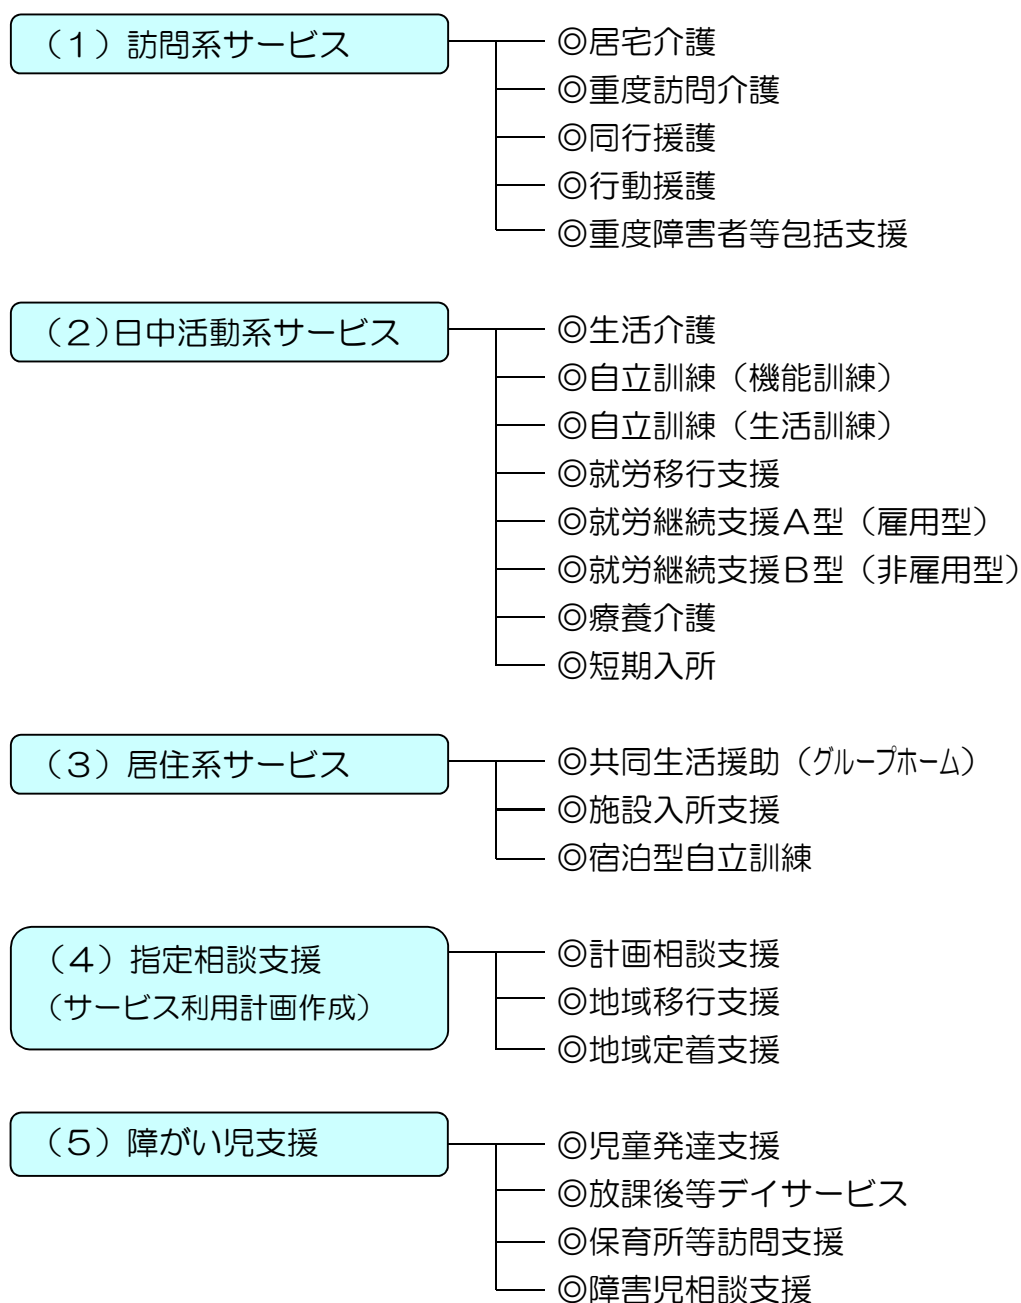 （１）訪問系サービス
◎居宅介護
◎重度訪問介護
◎同行援護
◎行動援護
◎重度障害者等包括支援
（２）日中活動系サービス
◎生活介護
◎自立訓練（機能訓練）
◎自立訓練（生活訓練）
◎就労移行支援
◎就労継続支援Ａ型（雇用型）
◎就労継続支援Ｂ型（非雇用型）
◎療養介護
◎短期入所
（３）居住系サービス
◎共同生活援助（グループホーム）
◎施設入所支援
◎宿泊型自立訓練
（４）指定相談支援
（サービス利用計画作成）
◎計画相談支援
◎地域移行支援
◎地域定着支援
（５）障がい児支援
◎児童発達支援
◎放課後等デイサービス
◎保育所等訪問支援
◎障害児相談支援